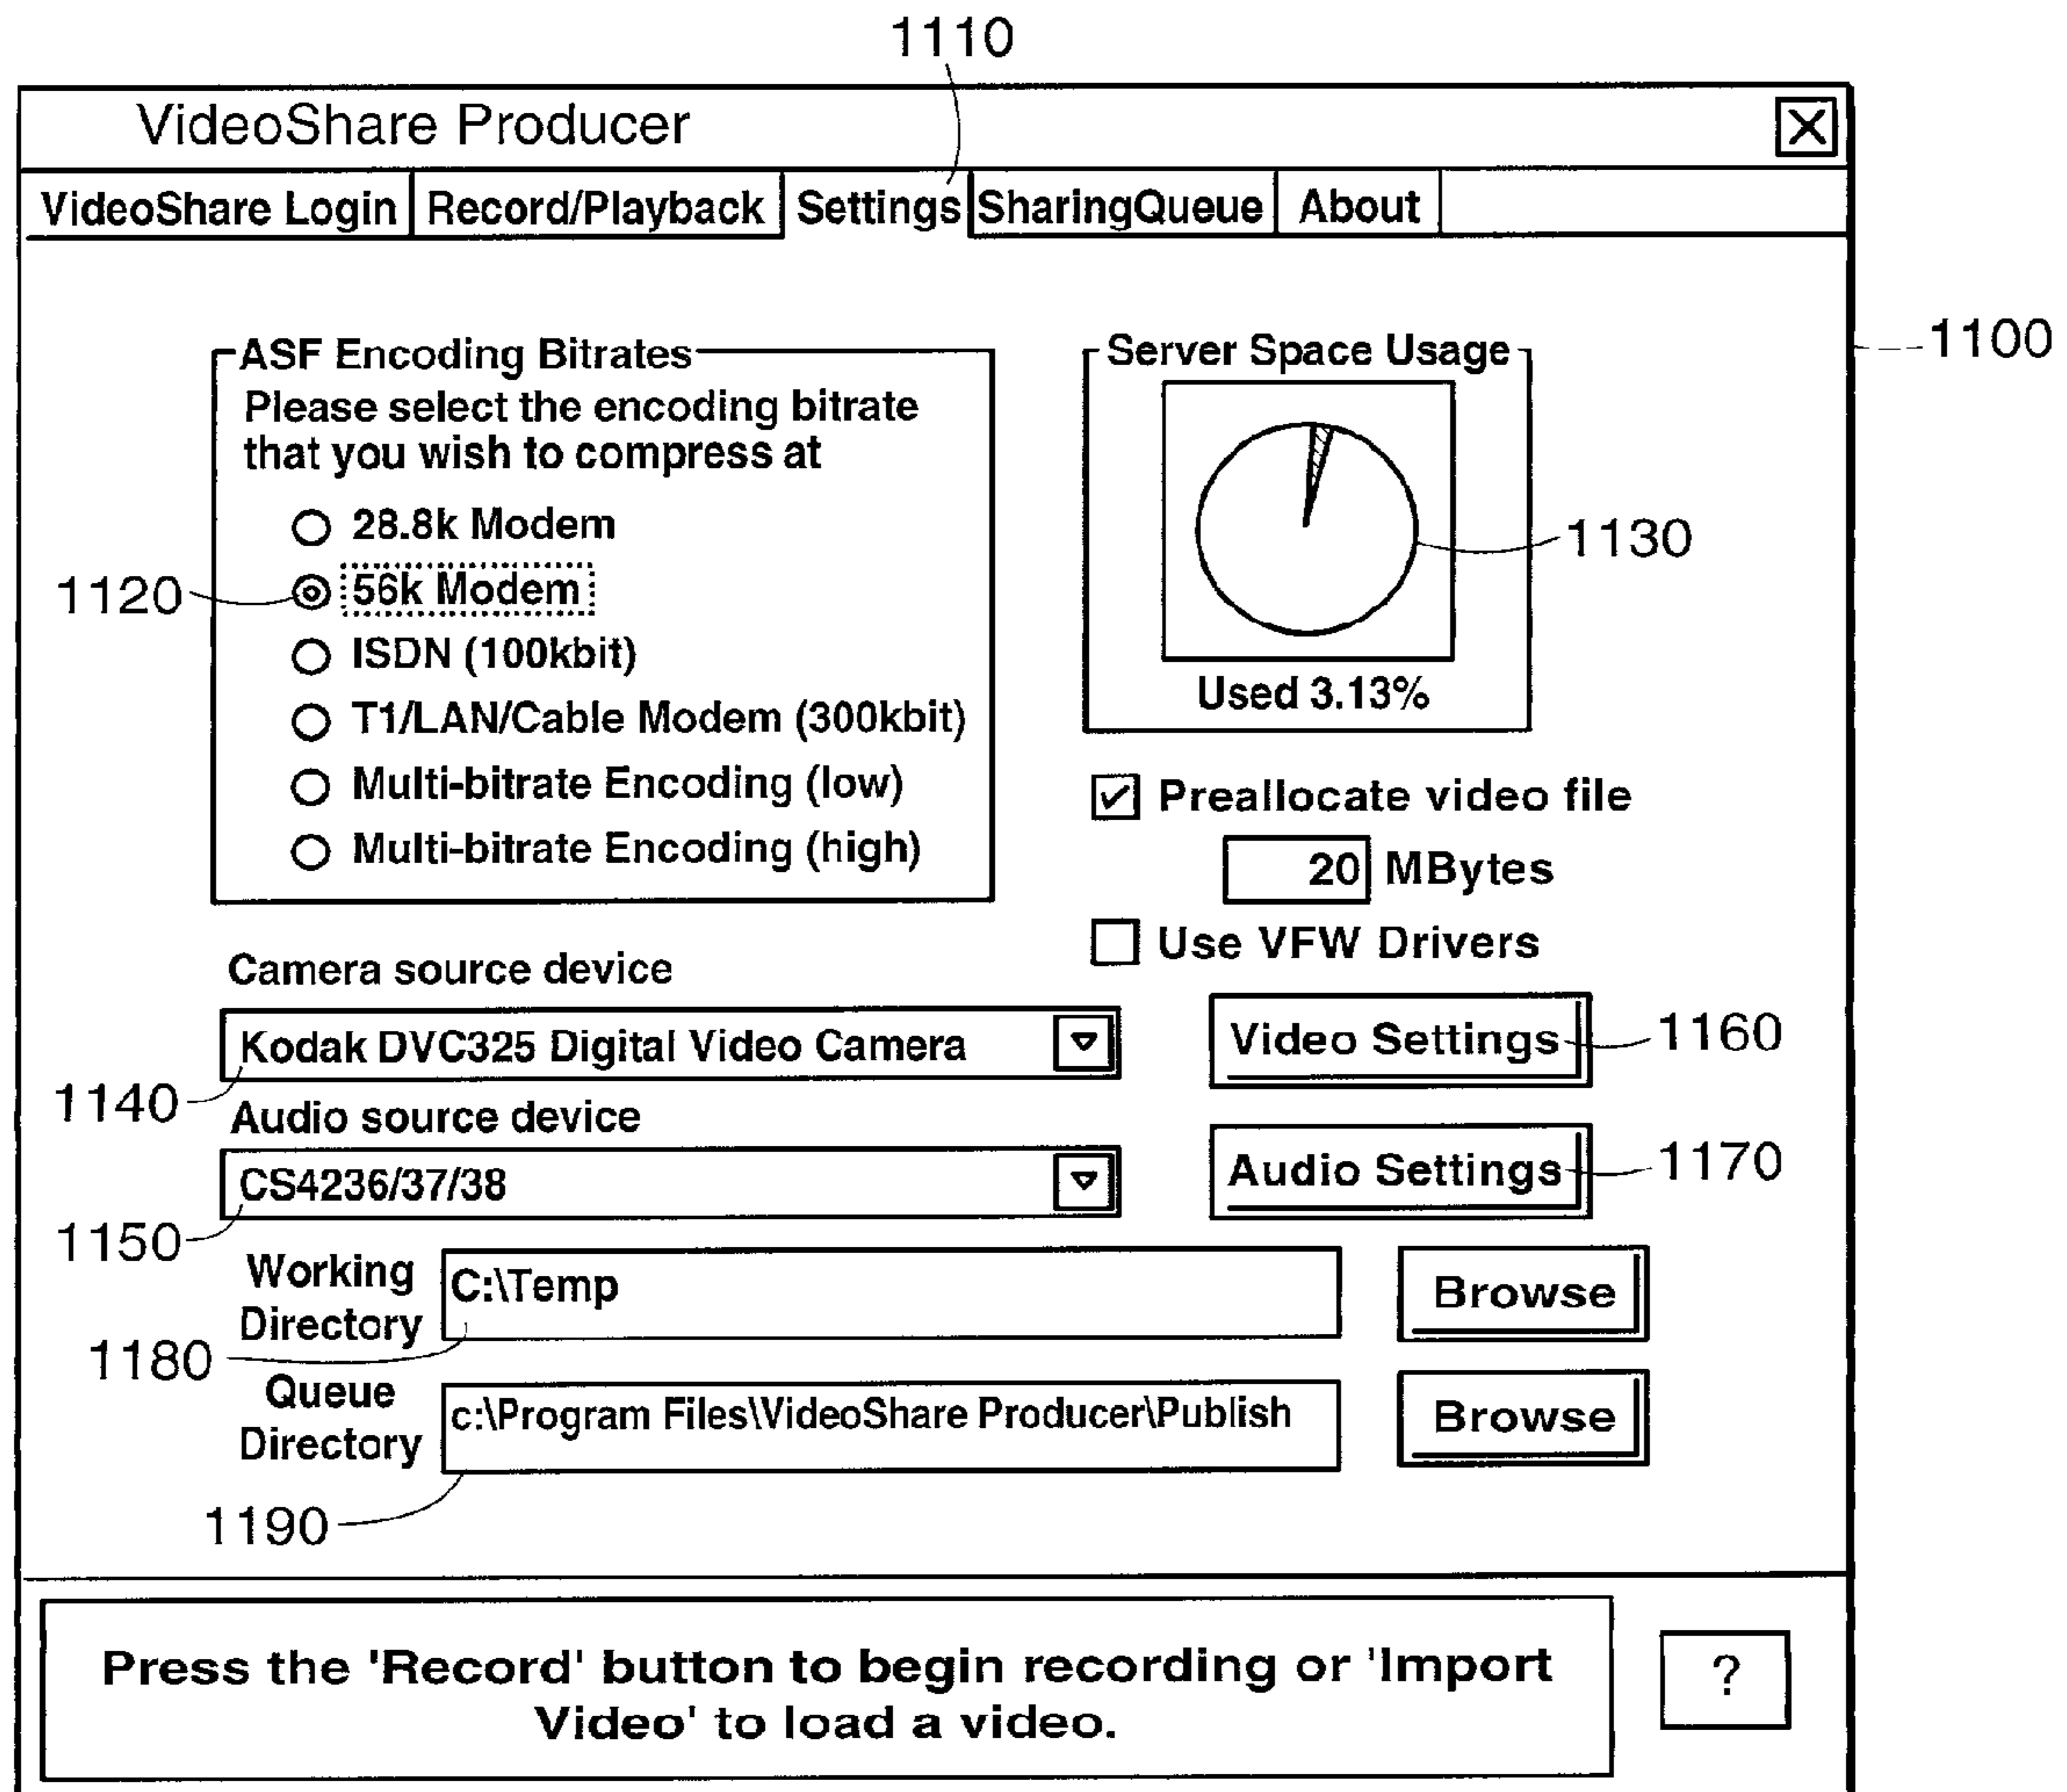 1110
VideoShare Producer
VideoShare Login Record/Playback Settings SharingQueue About
1100
ASF Encoding Bitrates
Please select the encoding bitrate
that you wish to compress at
28.8k Modem
1120
56k Modem
ISDN (100kbit)
T1/LAN/Cable Modem (300kbit)
Multi-bitrate Encoding (low)
Multi-bitrate Encoding (high)
Server Space Usage
1130
Used 3.13%
Preallocate video file
20 MBytes
Use VFW Drivers
Camera source device
Kodak DVC325 Digital Video Camera
1140
Video Settings
1160
Audio source device
CS4236/37/38
1150
Audio Settings
1170
Working
Directory
C:\Temp
1180
Browse
Queue
Directory
c:\Program Files\VideoShare Producer\Publish
1190
Browse
Press the 'Record' button to begin recording or 'Import
Video' to load a video.
?